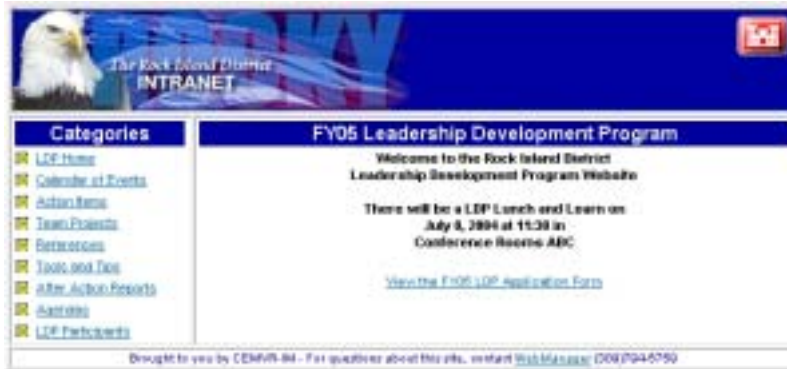 ROCKY
The Rock Island District
INTRANET
Categories
LDP Home
Calendar of Events
Action Items
Team Projects
References
Tools and Tips
After Action Reports
Agendas
LDP Participants
FY05 Leadership Development Program
Welcome to the Rock Island District
Leadership Development Program Website
There will be a LDP Lunch and Learn on
July 8, 2004 at 11:30 in
Conference Rooms ABC
View the FY05 LDP Application Form
Brought to you by CEMVR-IM - For questions about this site, contact WebManager (309)794-5759